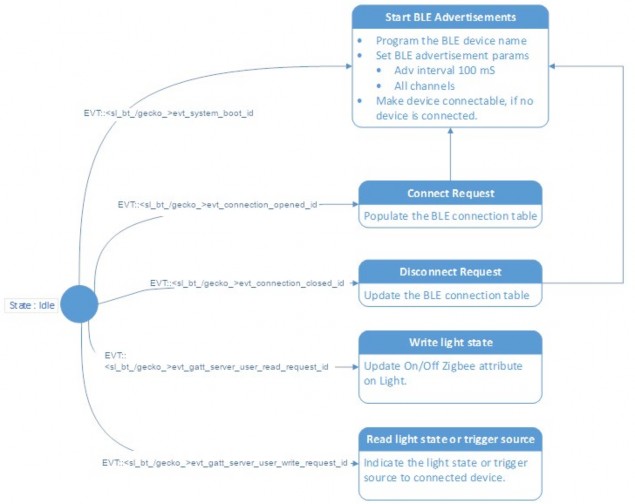 Start BLE Advertisements
• Program the BLE device name
• Set BLE advertisement params
• Adv interval 100 mS
• All channels
• Make device connectable, if no
device is connected.
EVT::<sl_bt_/gecko_>evt_system_boot_id
Connect Request
EVT::<sl_bt_/gecko_>evt_connection_opened_id
Populate the BLE connection table
Disconnect Request
EVT::<sl_bt_/gecko_>evt_connection_closed_id
Update the BLE connection table
State : Idle
Write light state
EVT::
<sl_bt_/gecko_>evt_gatt_server_user_read_request_id
Update On/Off Zigbee attribute
on Light.
Read light state or trigger source
EVT::<sl_bt_/gecko_>evt_gatt_server_user_write_request_id
Indicate the light state or trigger
source to connected device.